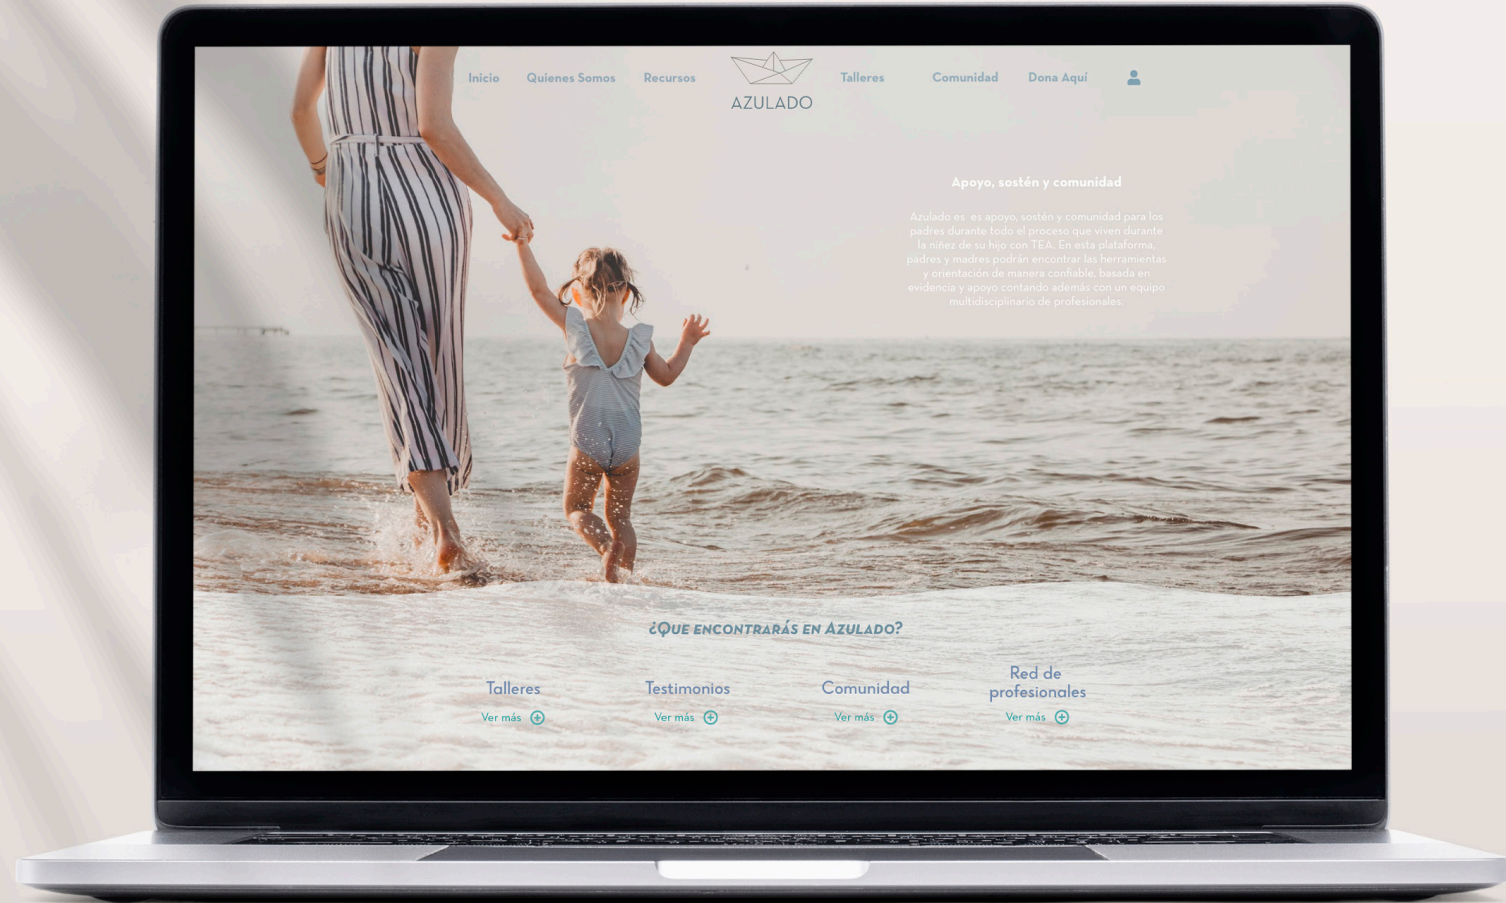 Inicio
Quienes Somos
Recursos
AZULADO
Talleres
Comunidad
Dona Aquí
Apoyo, sostén y comunidad
Azulado es es apoyo, sostén y comunidad para los
padres durante todo el proceso que viven durante
la niñez de su hijo con TEA. En esta plataforma,
padres y madres podrán encontrar las herramientas
y orientación de manera confiable, basada en
evidencia y apoyo contando además con un equipo
multidisciplinario de profesionales.
¿Que encontrarás en Azulado?
Talleres
Ver más
Testimonios
Ver más
Comunidad
Ver más
Red de
profesionales
Ver más